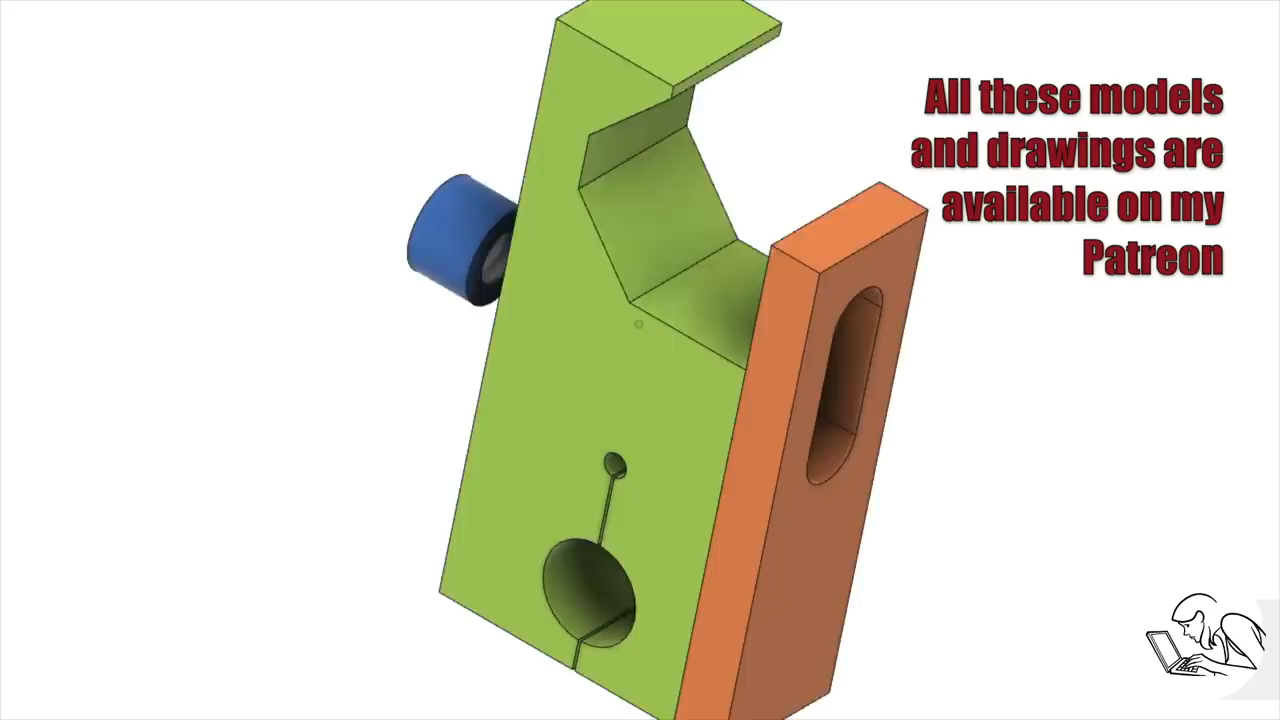 All these models
and drawings are
available on my
Patreon